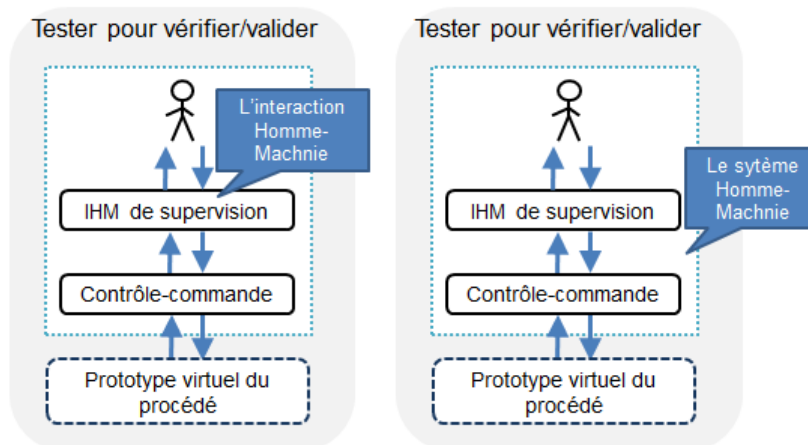 Tester pour vérifier/valider
L'interaction
Homme-
Machnie
IHM de supervision
Contrôle-commande
Prototype virtuel du
procédé
Tester pour vérifier/valider
Le sytème
Homme-
Machnie
IHM de supervision
Contrôle-commande
Prototype virtuel du
procédé